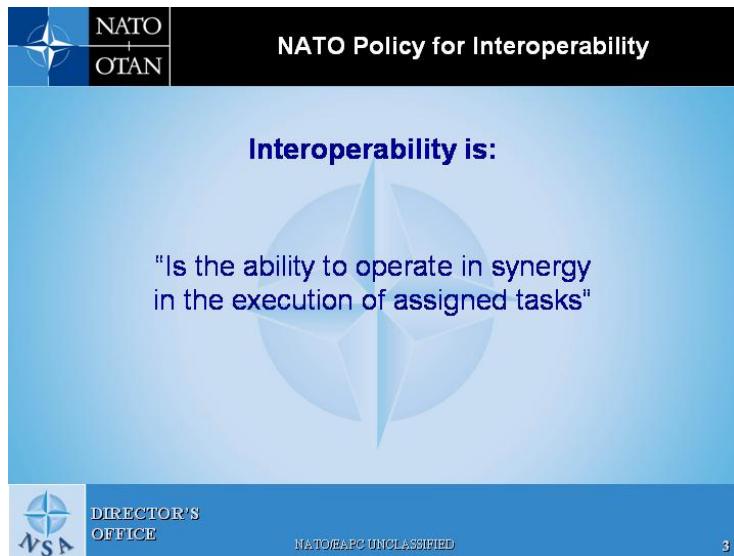 NATO
OTAN
NATO Policy for Interoperability
Interoperability is:
"Is the ability to operate in synergy
in the execution of assigned tasks"
NSA
DIRECTOR'S
OFFICE
NATO/EAPC UNCLASSIFIED
3